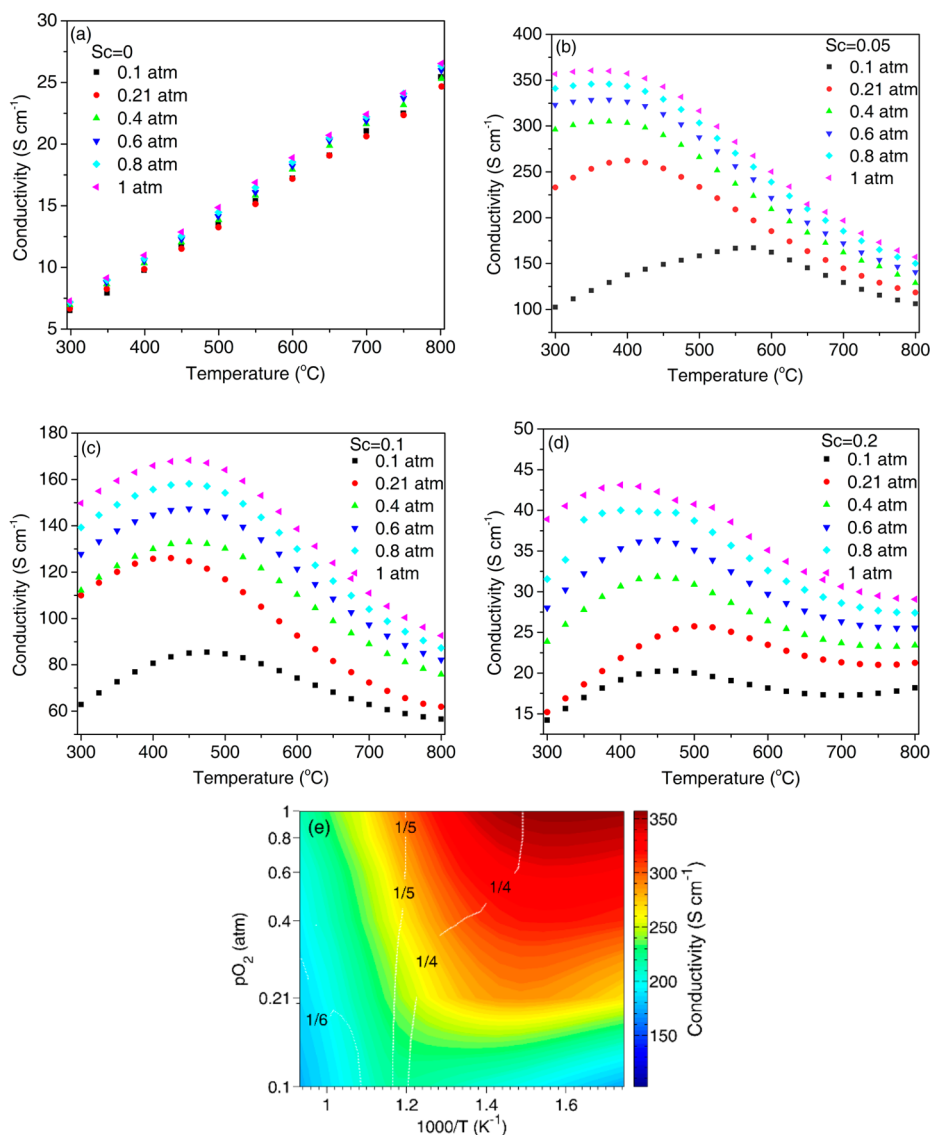 (a)
Sc=0
0.1 atm
0.21 atm
0.4 atm
0.6 atm
0.8 atm
1 atm
30
25
20
15
10
5
300 400 500 600 700 800
Conductivity (S cm⁻¹)
Temperature (°C)
(b)
Sc=0.05
0.1 atm
0.21 atm
0.4 atm
0.6 atm
0.8 atm
1 atm
400
350
300
250
200
150
100
300 400 500 600 700 800
Conductivity (S cm⁻¹)
Temperature (°C)
(c)
Sc=0.1
0.1 atm
0.21 atm
0.4 atm
0.6 atm
0.8 atm
1 atm
180
160
140
120
100
80
60
300 400 500 600 700 800
Conductivity (S cm⁻¹)
Temperature (°C)
(d)
Sc=0.2
0.1 atm
0.21 atm
0.4 atm
0.6 atm
0.8 atm
1 atm
50
45
40
35
30
25
20
15
300 400 500 600 700 800
Conductivity (S cm⁻¹)
Temperature (°C)
(e)
1
0.8
0.6
0.4
0.21
0.1
pO₂ (atm)
1/5
1/5
1/4
1/4
1/6
1 1.2 1.4 1.6
1000/T (K⁻¹)
350
300
250
200
150
Conductivity (S cm⁻¹)